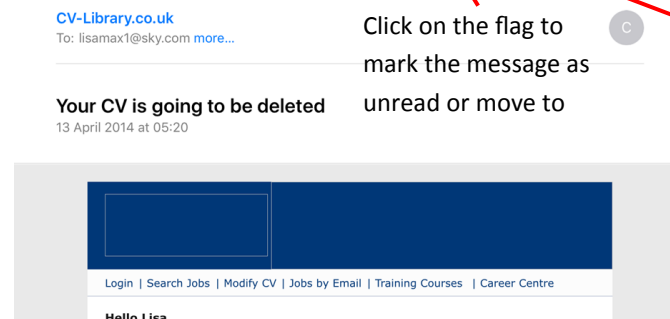 CV-Library.co.uk
To: lisamax1@sky.com more...
C
Click on the flag to
mark the message as
unread or move to
Your CV is going to be deleted
13 April 2014 at 05:20
Login | Search Jobs | Modify CV | Jobs by Email | Training Courses | Career Centre
Hello Lisa